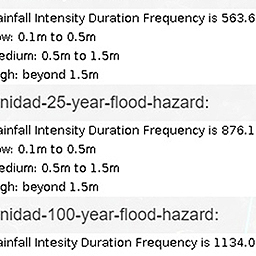 ainfall Intensity Duration Frequency is 563.6
ow: 0.1m to 0.5m
edium: 0.5m to 1.5m
gh: beyond 1.5m
nidad-25-year-flood-hazard:
ainfall Intensity Duration Frequency is 876.1
ow: 0.1m to 0.5m
edium: 0.5m to 1.5m
gh: beyond 1.5m
nidad-100-year-flood-hazard:
ainfall Intesity Duration Frequency is 1134.0